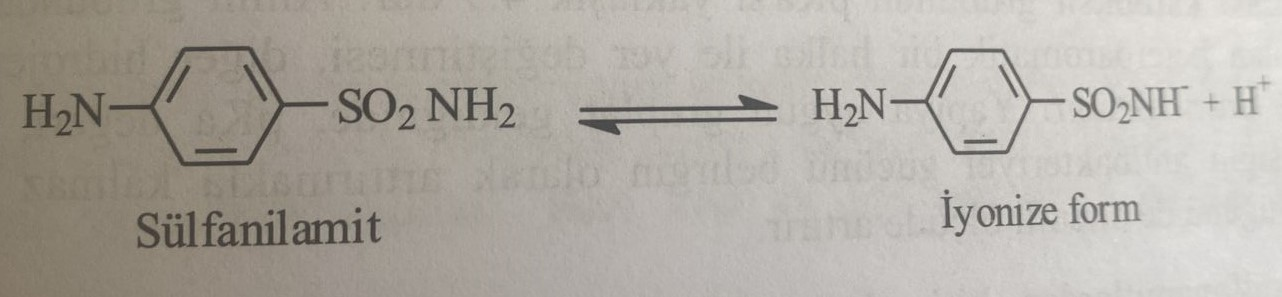 H₂N SO₂ NH₂ H₂N SO₂NH⁻ + H⁺
Sülfanilamit İyonize form